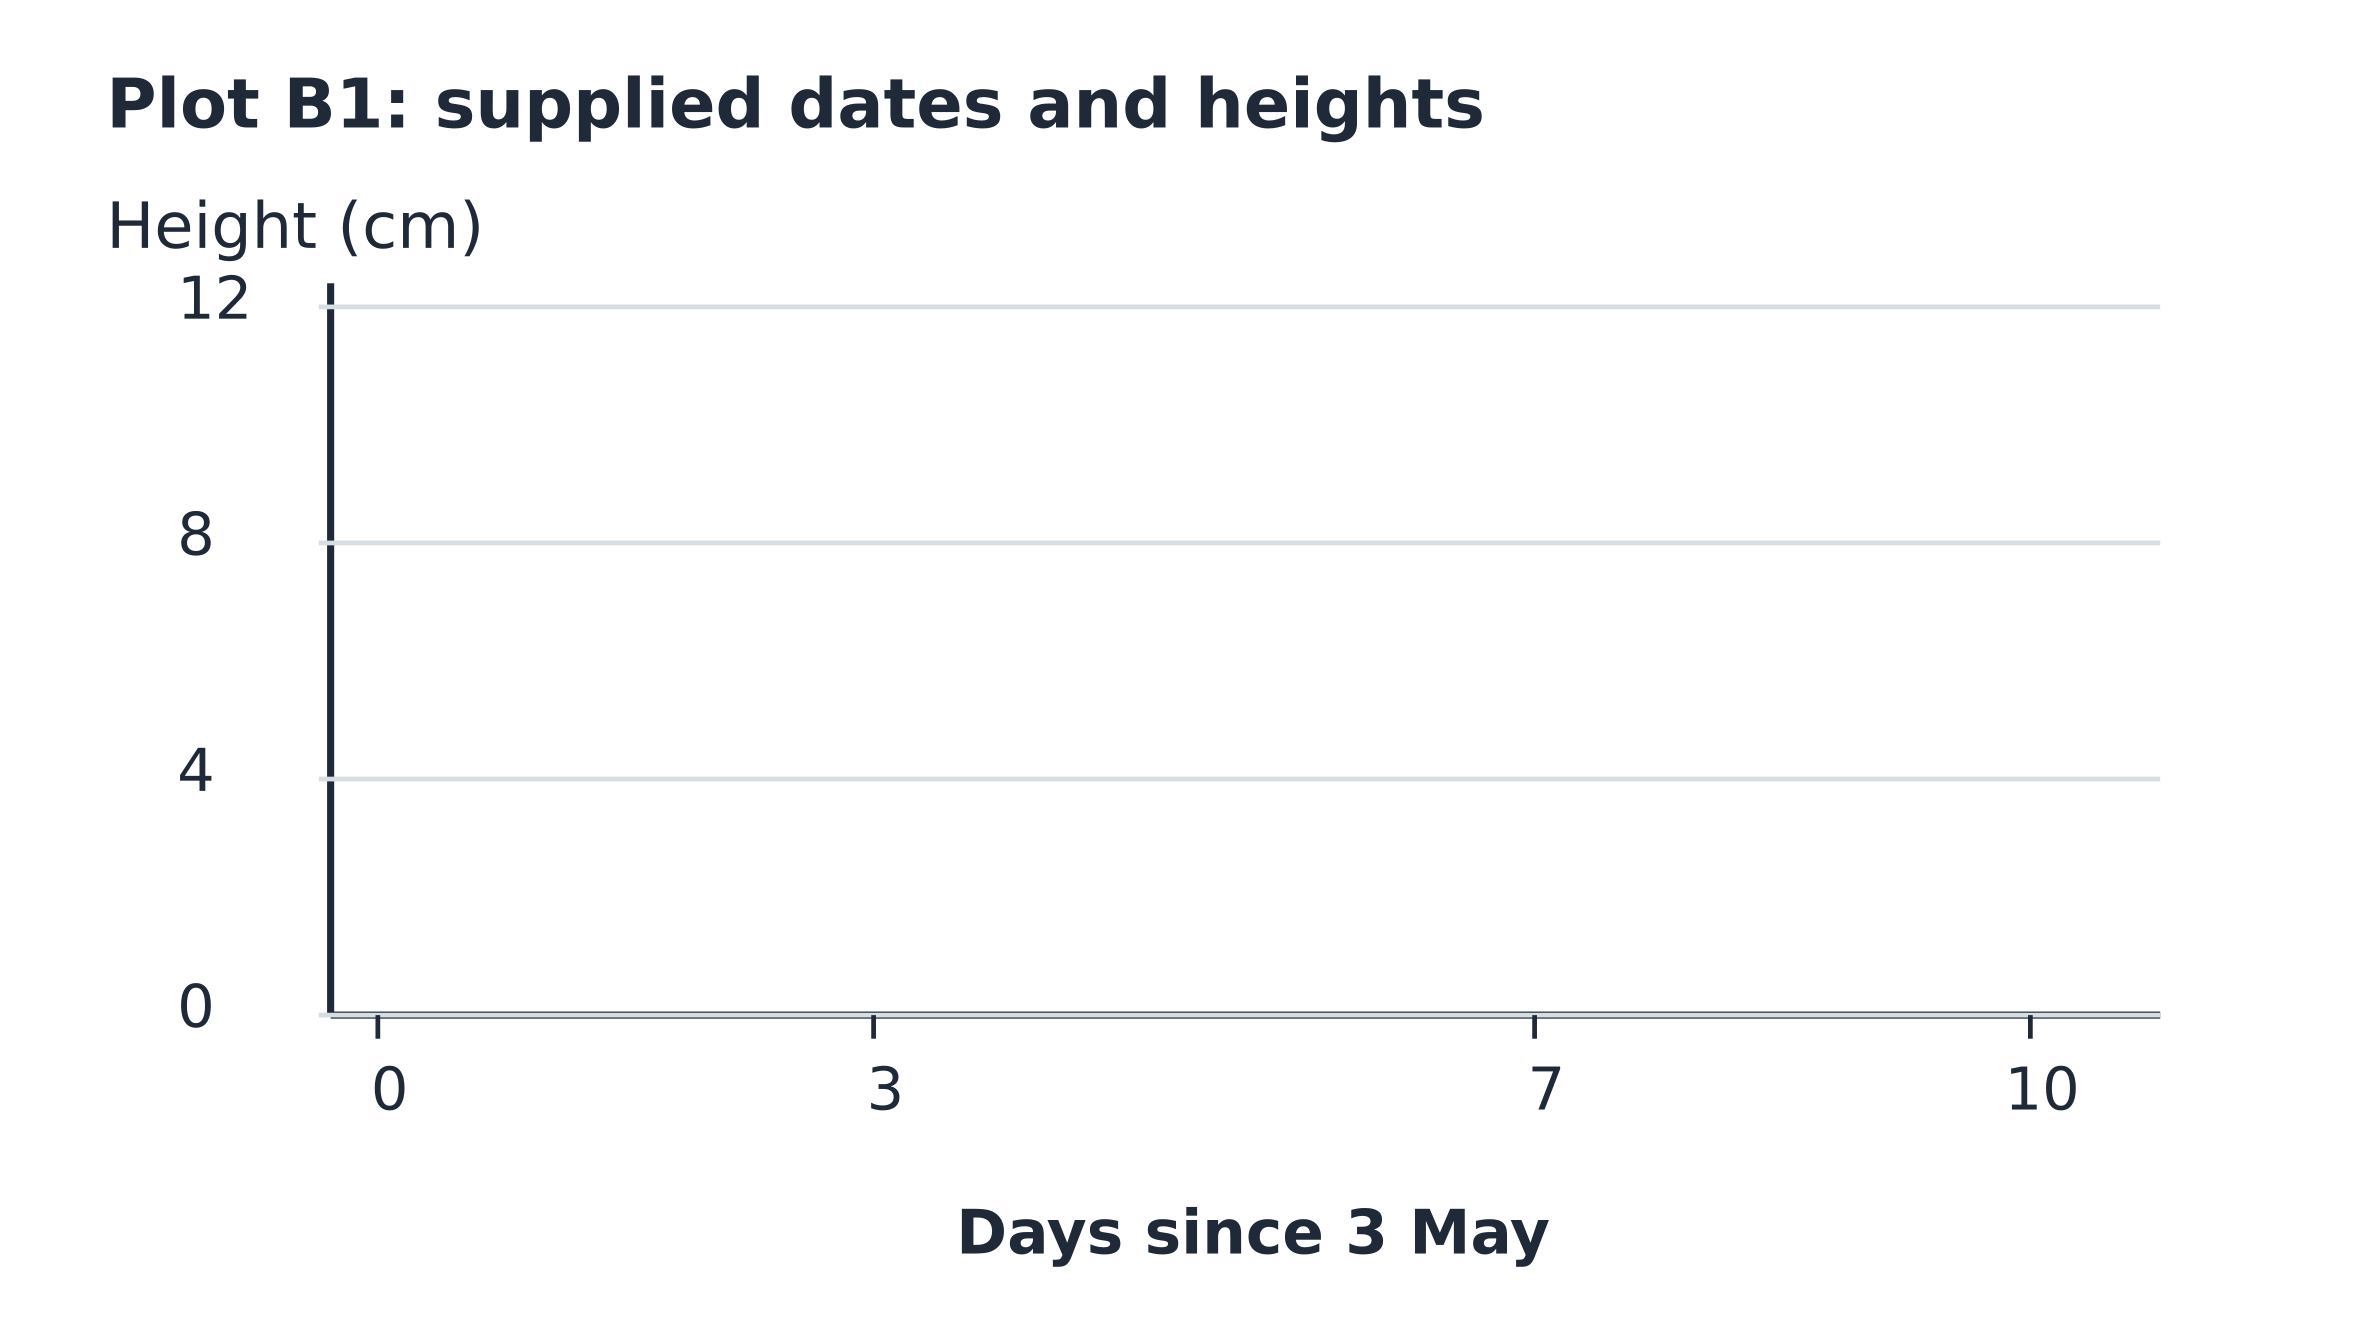 Plot B1: supplied dates and heights
Height (cm)
12
8
4
0
0 3 7 10
Days since 3 May